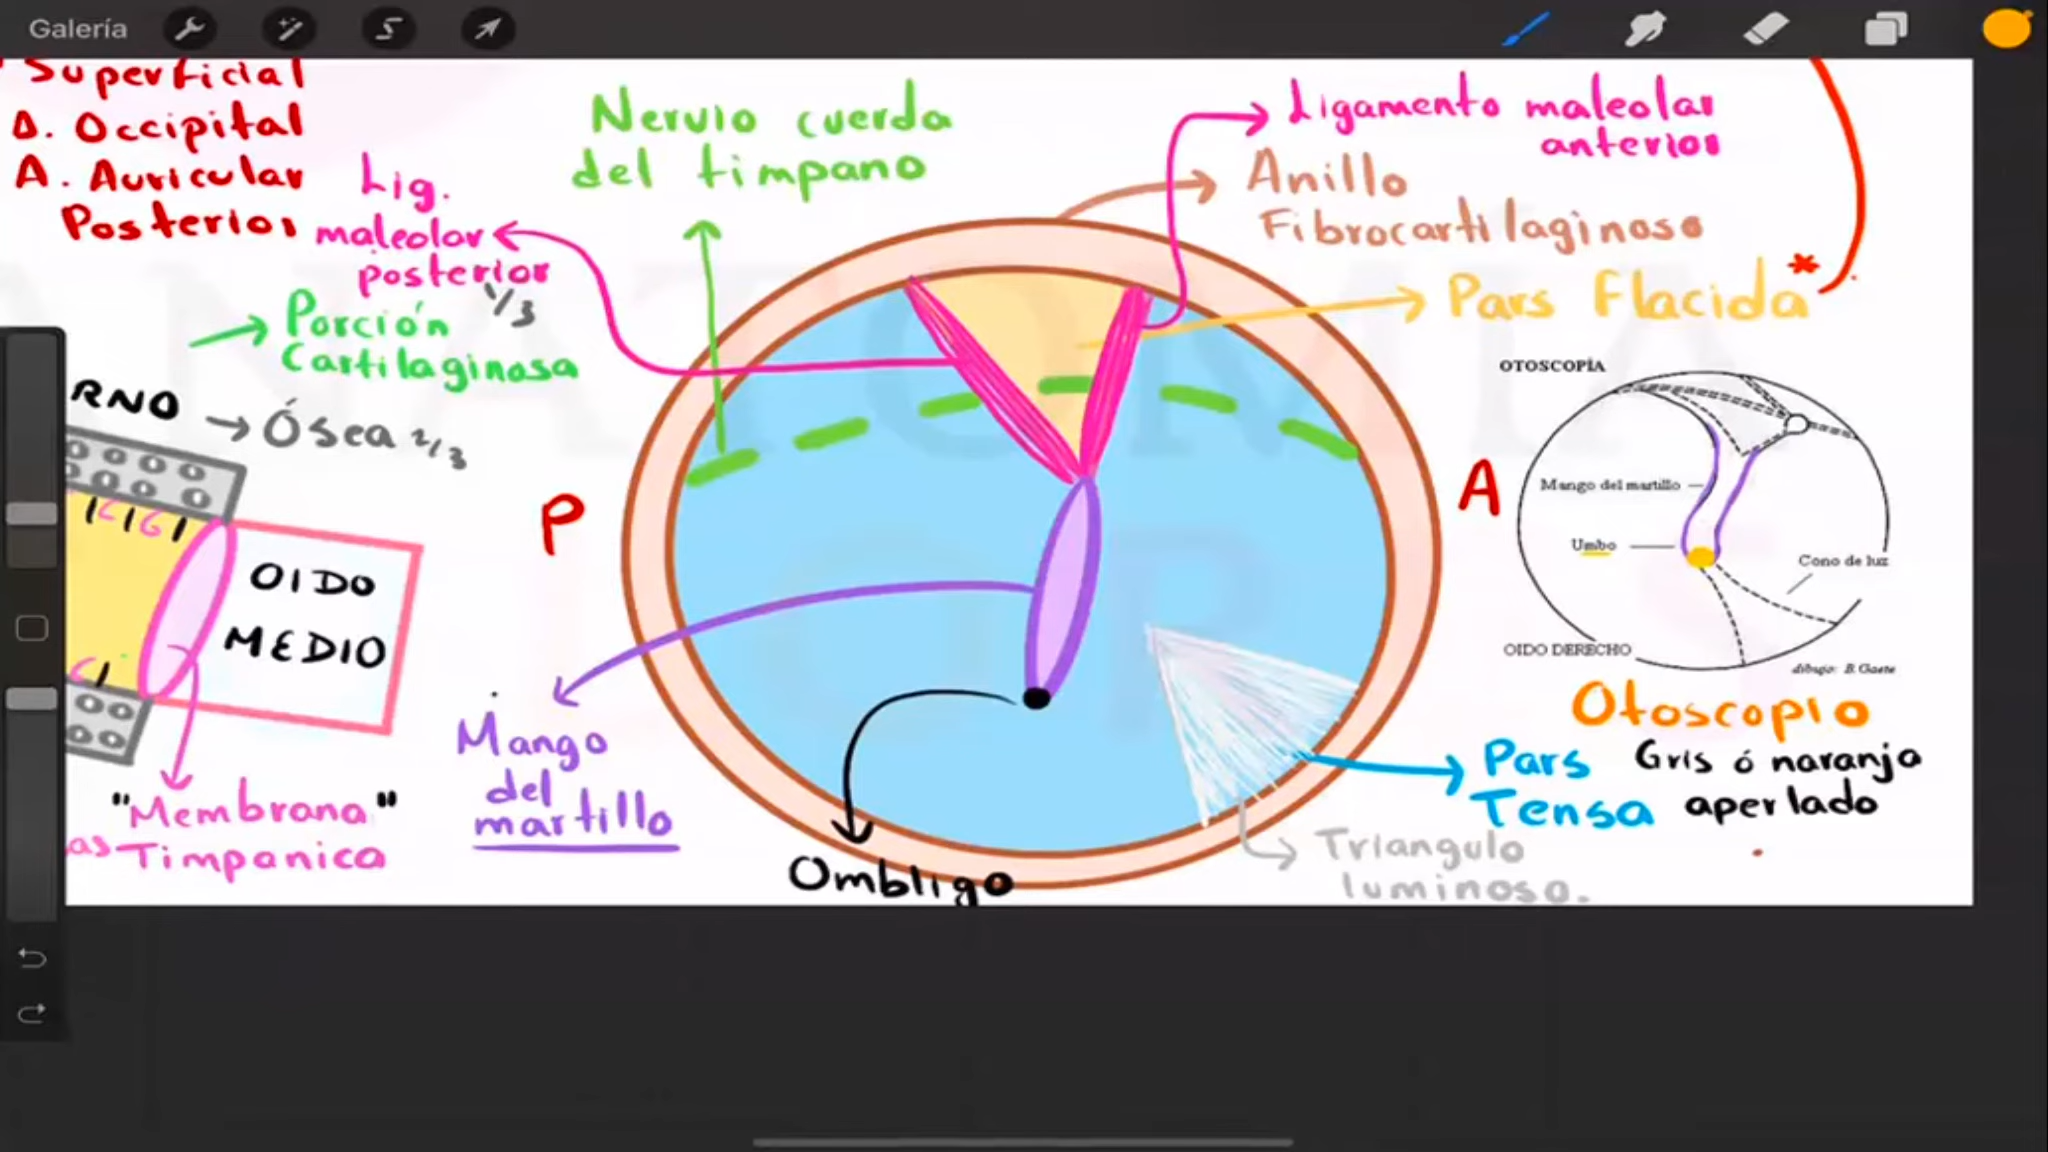 Galería
Superficial
A. Occipital
A. Auricular
Posterior
Lig.
maleolar
posterior
Nervio cuerda
del timpano
Ligamento maleolar
anterior
Anillo
Fibrocartilaginoso
Pars Flacida*
Porción 1/3
Cartilaginosa
RNO → Ósea 2/3
P
A
OTOSCOPÍA
Mango del martillo
Umbo
Cono de luz
OIDO DERECHO
dibujo: B. Gaete
OIDO
MEDIO
"Membrana"
as Timpanica
Mango
del
martillo
Ombligo
Otoscopio
Pars
Tensa
Gris ó naranja
aperlado
Triangulo
luminoso.